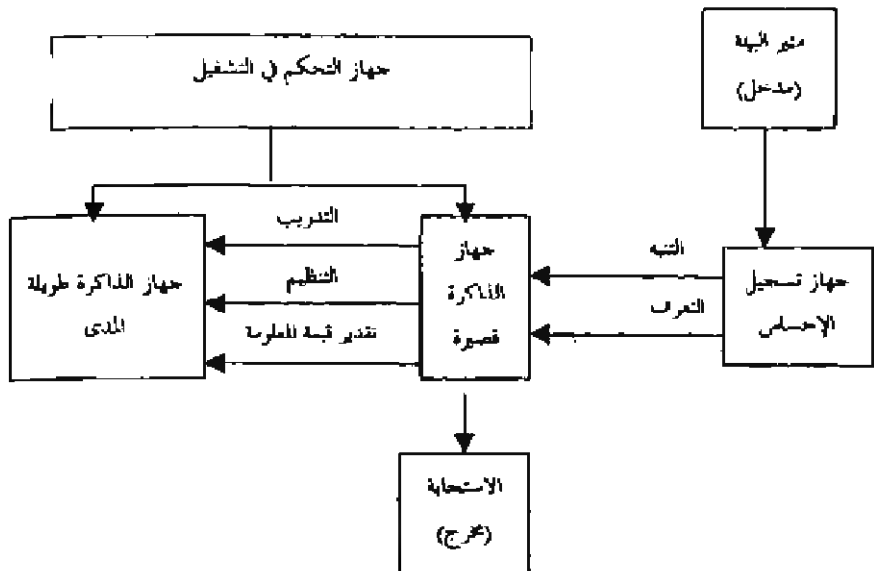 مثير البيئة
(مدخل)
جهاز التحكم في التشغيل
جهاز تسجيل
الإحساس
التنبه
التعرف
جهاز
الذاكرة
قصيرة
التدريب
التنظيم
تقدير قيمة المعلومة
جهاز الذاكرة طويلة
المدى
الاستجابة
(مخرج)